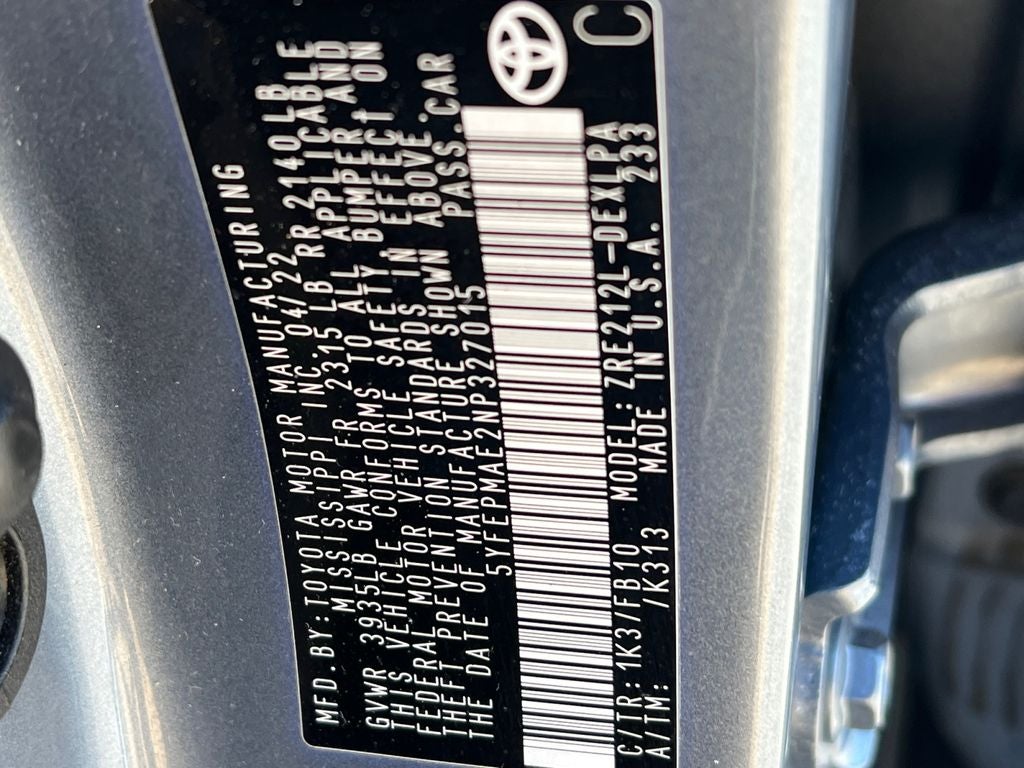 MFD.BY:TOYOTA MOTOR MANUFACTURING
MISSISSIPPI INC. 04/22
GVWR 3935LB GAWR FR 2315 LB RR 2140LB
THIS VEHICLE CONFORMS TO ALL APPLICABLE
FEDERAL MOTOR VEHICLE SAFETY, BUMPER, AND
THEFT PREVENTION STANDARDS IN EFFECT ON
THE DATE OF MANUFACTURE SHOWN ABOVE.
5YFEPMAE2NP327015 PASS.CAR
C/TR: 1K3/FB10 MODEL: ZRE212L-DEXLPA
A/TM: /K313 MADE IN U.S.A. 233
C